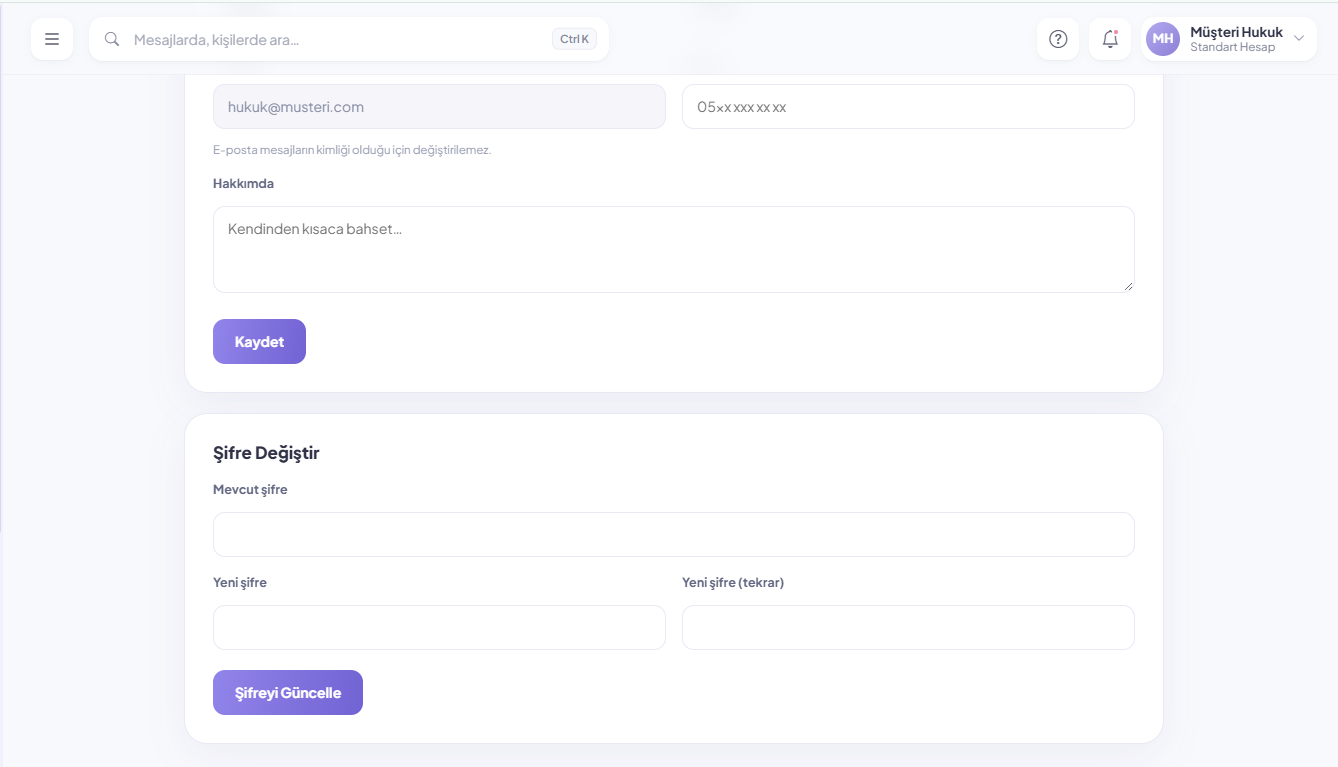 Mesajlarda, kişilerde ara...
Ctrl K
MH
Müşteri Hukuk
Standart Hesap
hukuk@musteri.com
05xx xxx xx xx
E-posta mesajların kimliği olduğu için değiştirilemez.
Hakkımda
Kendinden kısaca bahset...
Kaydet
Şifre Değiştir
Mevcut şifre
Yeni şifre
Yeni şifre (tekrar)
Şifreyi Güncelle